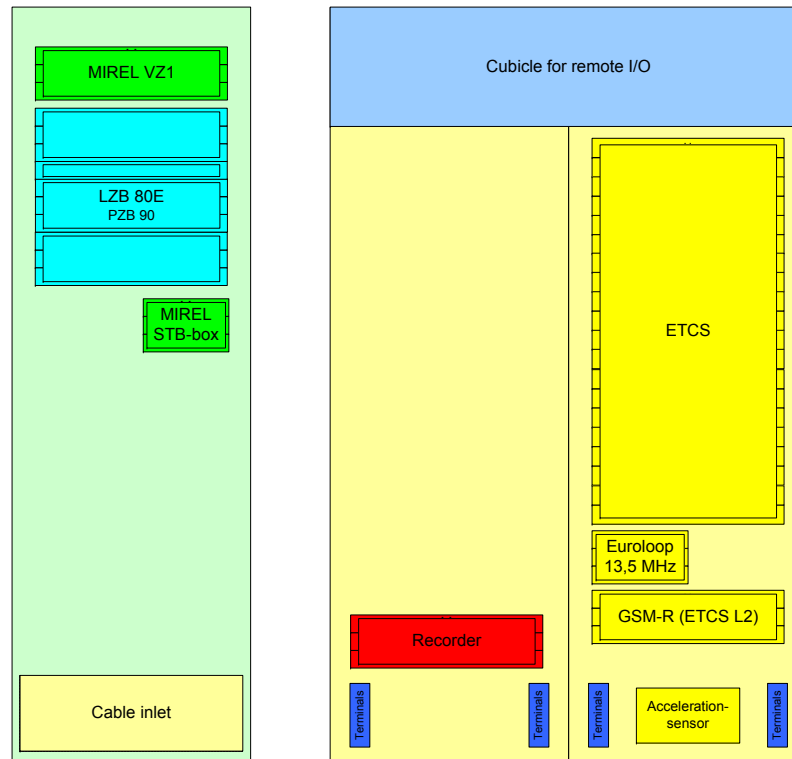 MIREL VZ1
LZB 80E
PZB 90
MIREL
STB-box
Cable inlet
Cubicle for remote I/O
ETCS
Euroloop
13,5 MHz
GSM-R (ETCS L2)
Recorder
Terminals
Terminals
Terminals
Acceleration-
sensor
Terminals